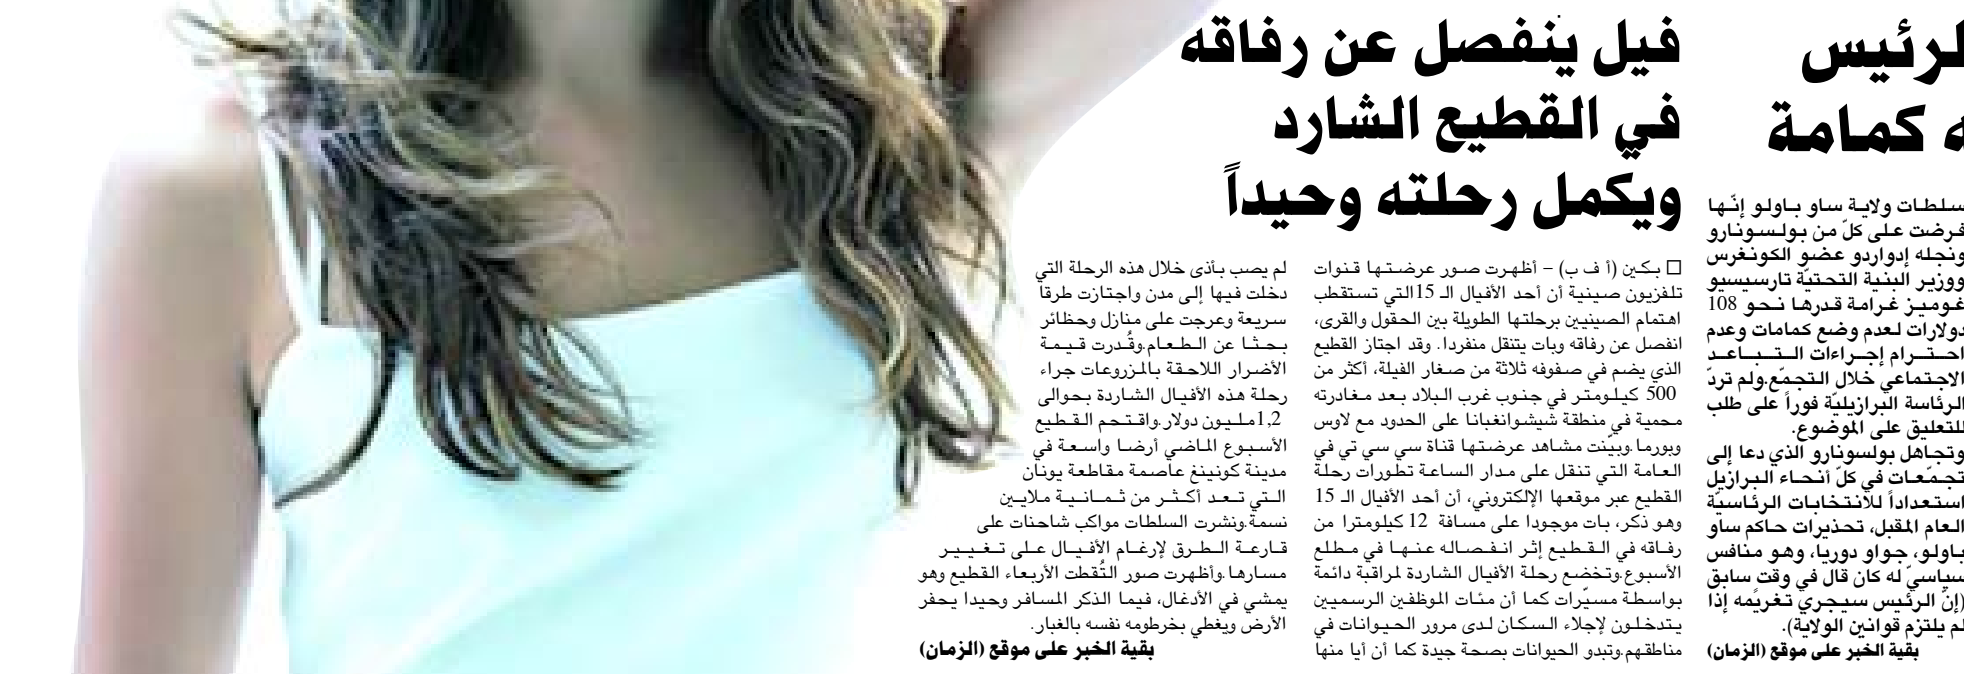 لرئيس
ه كمامة
سلطات ولاية ساو باولو إنّها
فرضت على كلّ من بولسونارو
ونجله إدواردو عضو الكونغرس
ووزير البنية التحتيّة تارسيسيو
غوميز غرامة قدرها نحو 108
دولارات لعدم وضع كمامات وعدم
احترام إجراءات التباعد
الاجتماعي خلال التجمّع.ولم تردّ
الرئاسة البرازيليّة فوراً على طلب
للتعليق على الموضوع.
وتجاهل بولسونارو الذي دعا إلى
تجمّعات في كلّ أنحاء البرازيل
استعداداً للانتخابات الرئاسيّة
العام المقبل، تحذيرات حاكم ساو
باولو، جواو دوريا، وهو منافس
سياسيّ له كان قال في وقت سابق
(إنّ الرئيس سيجري تغريمه إذا
لم يلتزم قوانين الولاية).
بقية الخبر على موقع (الزمان)
فيل ينفصل عن رفاقه
في القطيع الشارد
ويكمل رحلته وحيداً
□ بكين (أ ف ب) – أظهرت صور عرضتها قنوات
تلفزيون صينية أن أحد الأفيال الـ 15التي تستقطب
اهتمام الصينيين برحلتها الطويلة بين الحقول والقرى،
انفصل عن رفاقه وبات يتنقل منفردا. وقد اجتاز القطيع
الذي يضم في صفوفه ثلاثة من صغار الفيلة، أكثر من
500 كيلومتر في جنوب غرب البلاد بعد مغادرته
محمية في منطقة شيشوانغبانا على الحدود مع لاوس
وبورما.وبيّنت مشاهد عرضتها قناة سي سي تي في
العامة التي تنقل على مدار الساعة تطورات رحلة
القطيع عبر موقعها الإلكتروني، أن أحد الأفيال الـ 15
وهو ذكر، بات موجودا على مسافة 12 كيلومترا من
رفاقه في القطيع إثر انفصاله عنها في مطلع
الأسبوع.وتخضع رحلة الأفيال الشاردة لمراقبة دائمة
بواسطة مسيّرات كما أن مئات الموظفين الرسميين
يتدخلون لإجلاء السكان لدى مرور الحيوانات في
مناطقهم.وتبدو الحيوانات بصحة جيدة كما أن أيا منها
لم يصب بأذى خلال هذه الرحلة التي
دخلت فيها إلى مدن واجتازت طرقا
سريعة وعرجت على منازل وحظائر
بحثا عن الطعام.وقُدرت قيمة
الأضرار اللاحقة بالمزروعات جراء
رحلة هذه الأفيال الشاردة بحوالى
1,2مليون دولار.واقتحم القطيع
الأسبوع الماضي أرضا واسعة في
مدينة كونينغ عاصمة مقاطعة يونان
التي تعد أكثر من ثمانية ملايين
نسمة.ونشرت السلطات مواكب شاحنات على
قارعة الطرق لإرغام الأفيال على تغيير
مسارها.وأظهرت صور التُقطت الأربعاء القطيع وهو
يمشي في الأدغال، فيما الذكر المسافر وحيدا يحفر
الأرض ويغطي بخرطومه نفسه بالغبار.
بقية الخبر على موقع (الزمان)